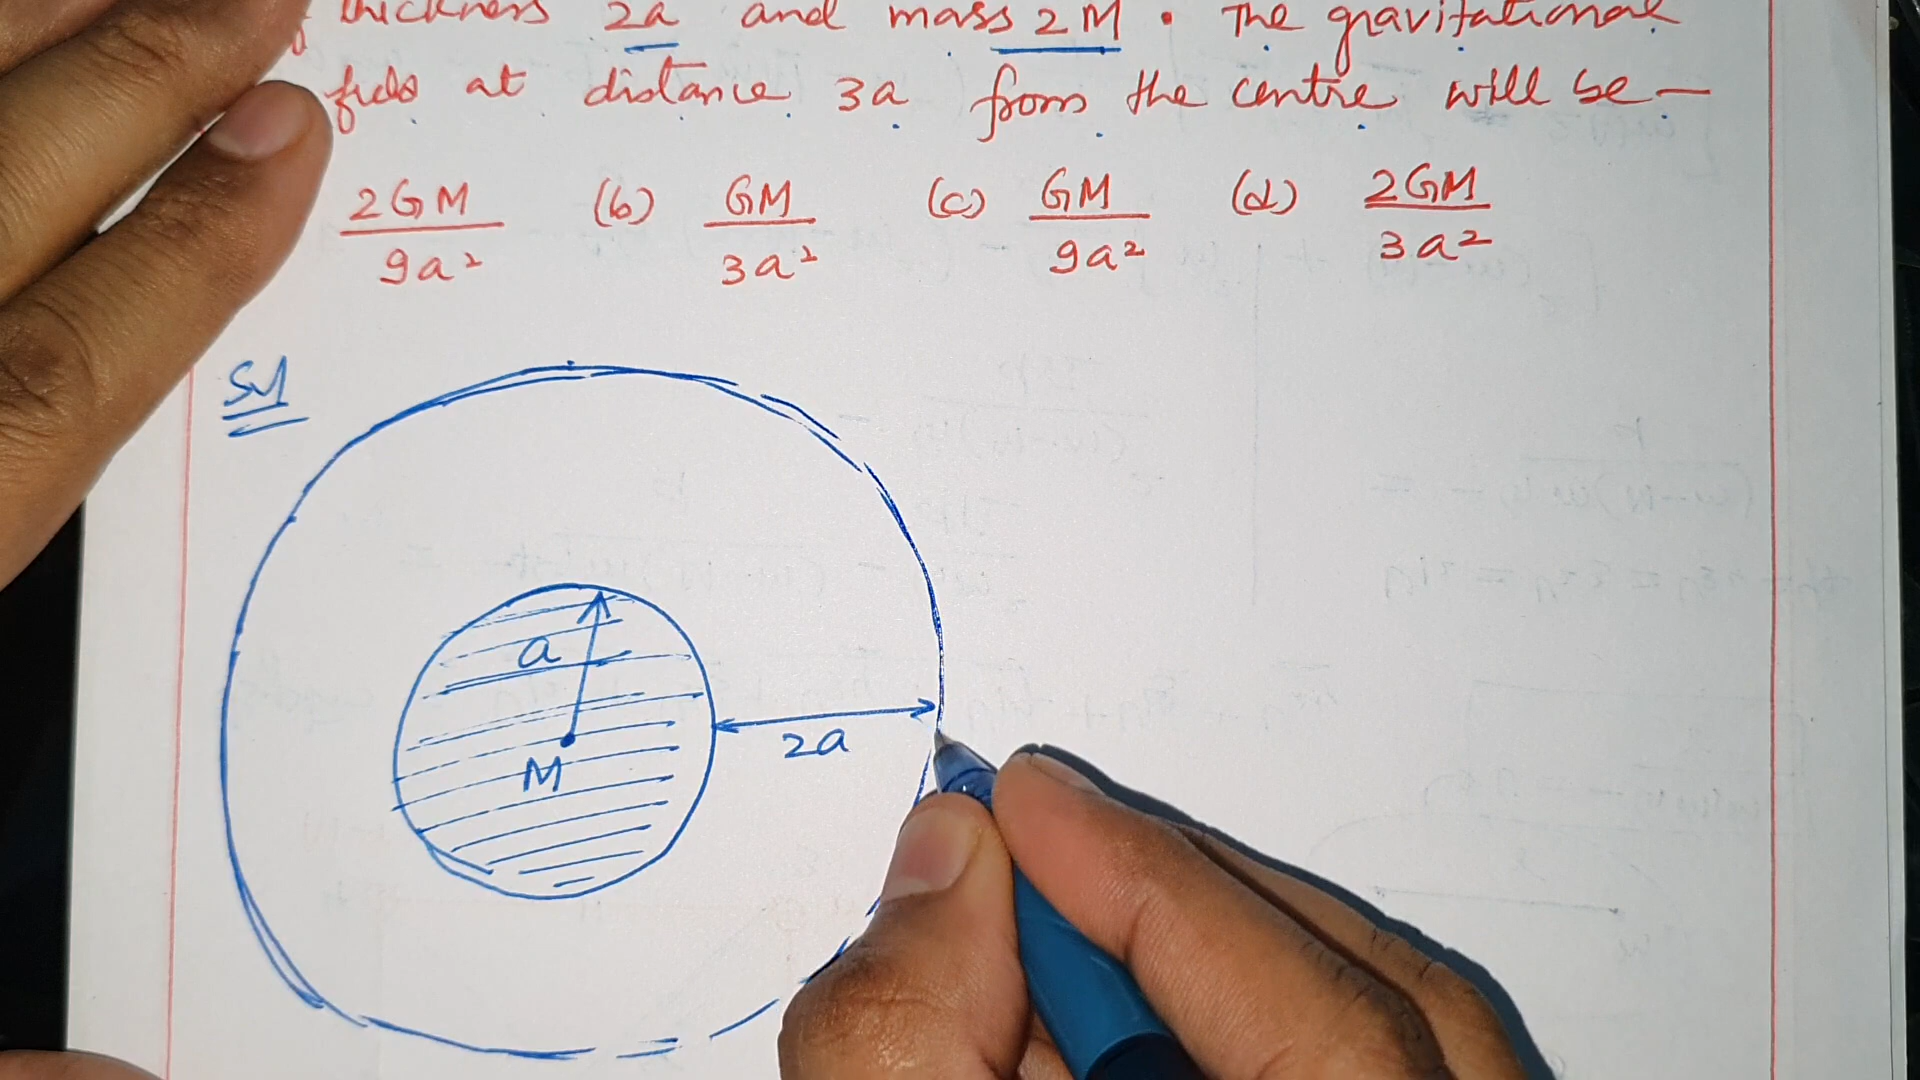 thickness 2a and mass 2M. The gravitational
field at distance 3a from the centre will be—
2GM/9a² (b) GM/3a² (c) GM/9a² (d) 2GM/3a²
Sol
a
2a
M